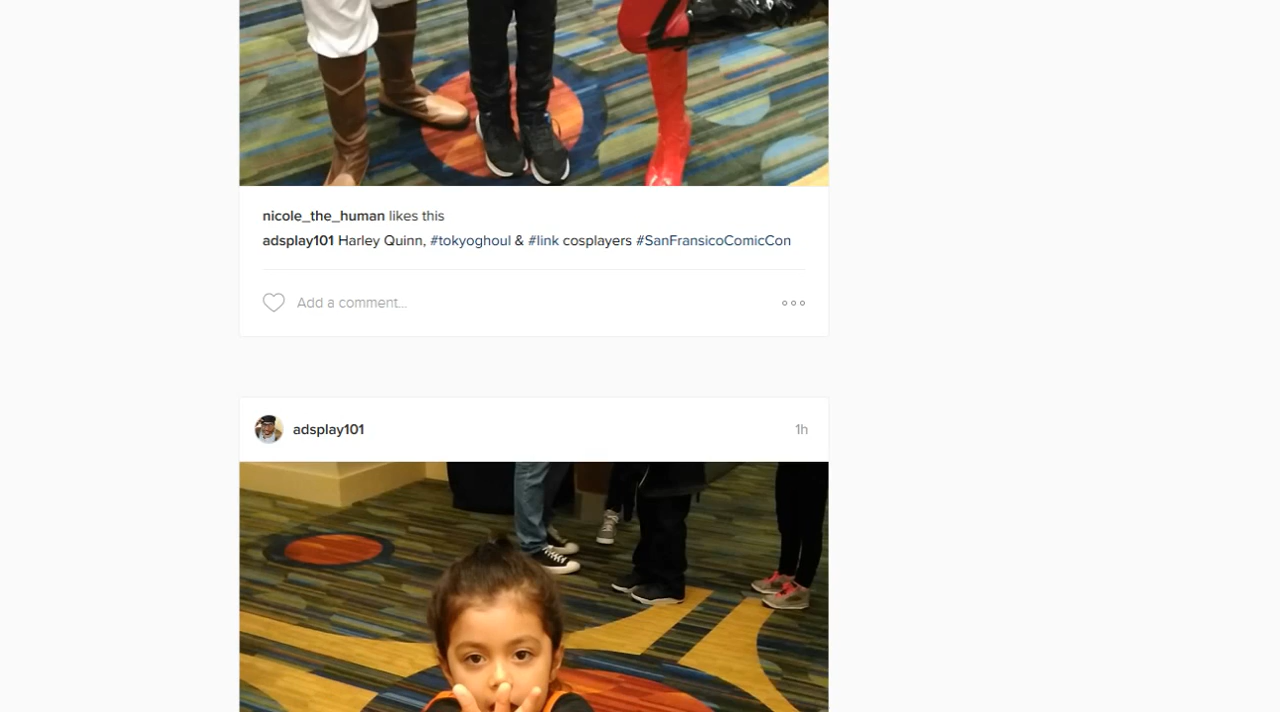 nicole_the_human likes this
adsplay101 Harley Quinn, #tokyoghoul & #link cosplayers #SanFransicoComicCon
Add a comment...
adsplay101 1h